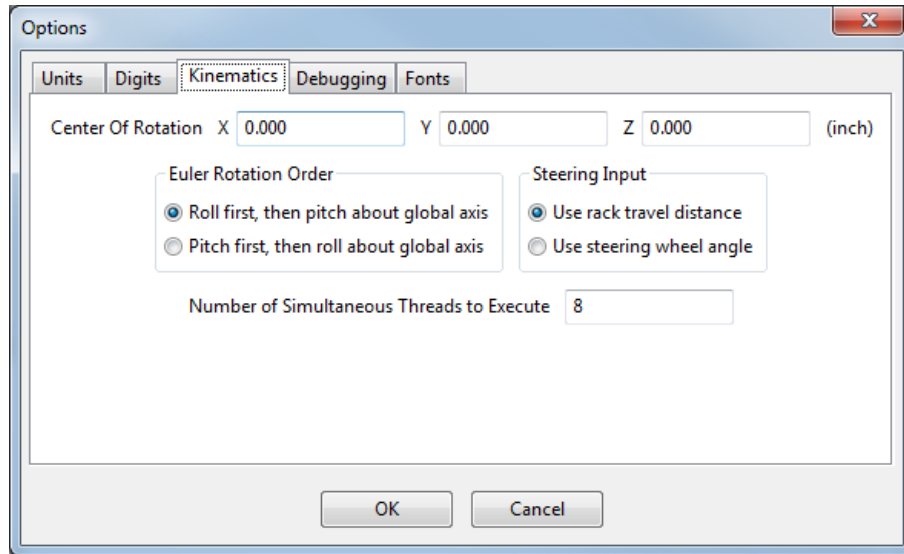 Options
Units Digits Kinematics Debugging Fonts
Center Of Rotation X 0.000 Y 0.000 Z 0.000 (inch)
Euler Rotation Order Steering Input
Roll first, then pitch about global axis Use rack travel distance
Pitch first, then roll about global axis Use steering wheel angle
Number of Simultaneous Threads to Execute 8
OK Cancel